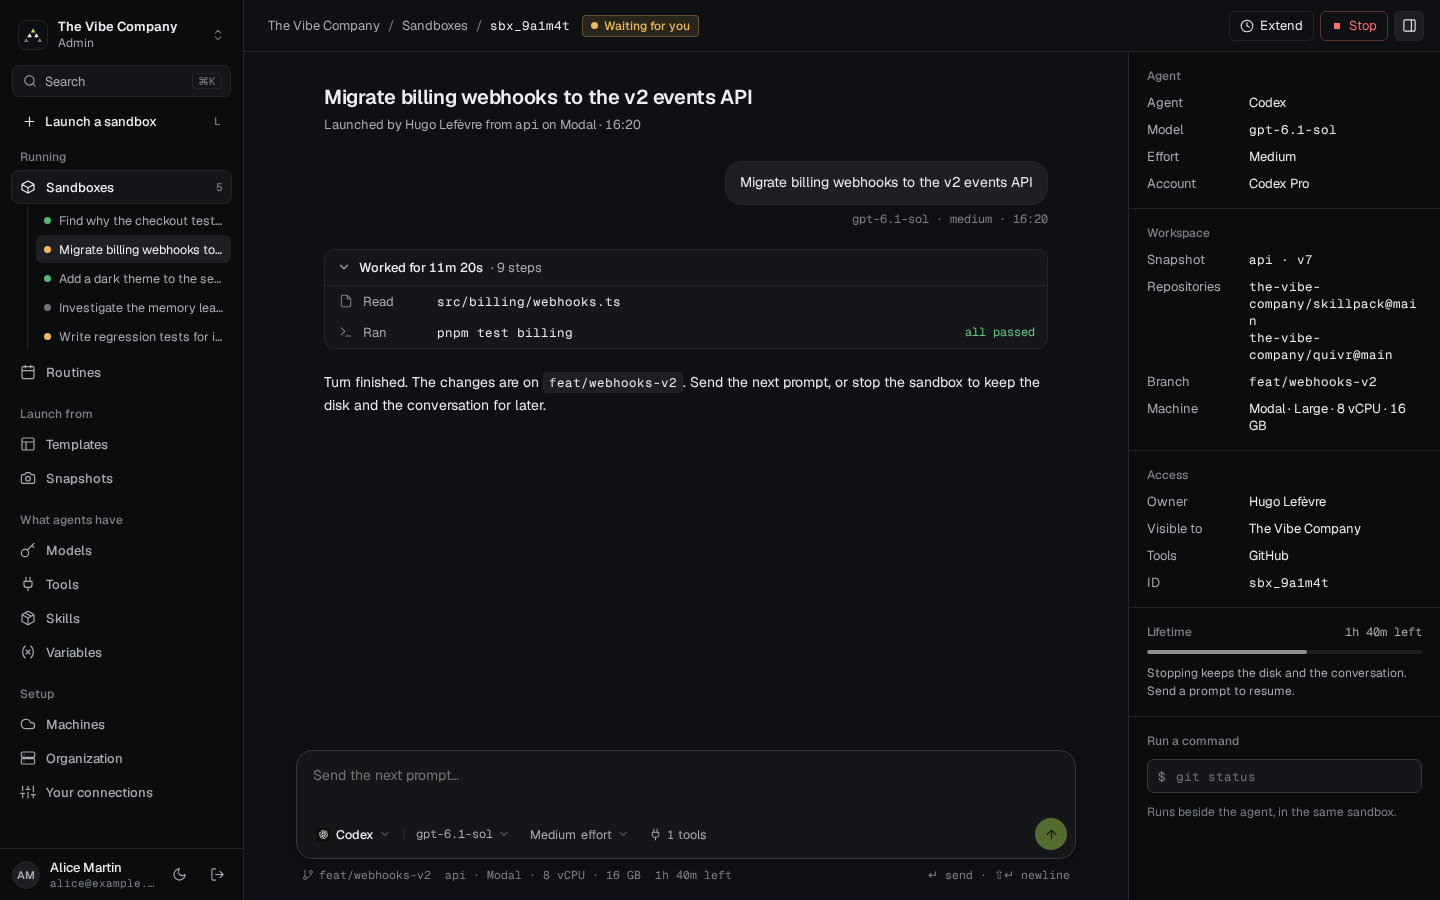 The Vibe Company
Admin
Search ⌘K
Launch a sandbox L
Running
Sandboxes 5
Find why the checkout test…
Migrate billing webhooks to…
Add a dark theme to the se…
Investigate the memory lea…
Write regression tests for i…
Routines
Launch from
Templates
Snapshots
What agents have
Models
Tools
Skills
Variables
Setup
Machines
Organization
Your connections
AM
Alice Martin
alice@example.…
The Vibe Company / Sandboxes / sbx_9a1m4t Waiting for you
Extend Stop
Migrate billing webhooks to the v2 events API
Launched by Hugo Lefèvre from api on Modal · 16:20
Migrate billing webhooks to the v2 events API
gpt-6.1-sol · medium · 16:20
Worked for 11m 20s · 9 steps
Read src/billing/webhooks.ts
Ran pnpm test billing all passed
Turn finished. The changes are on feat/webhooks-v2. Send the next prompt, or stop the sandbox to keep the
disk and the conversation for later.
Send the next prompt…
Codex gpt-6.1-sol Medium effort 1 tools
feat/webhooks-v2 api · Modal · 8 vCPU · 16 GB 1h 40m left
↵ send · ⇧↵ newline
Agent
Agent Codex
Model gpt-6.1-sol
Effort Medium
Account Codex Pro
Workspace
Snapshot api · v7
Repositories the-vibe-
company/skillpack@mai
n
the-vibe-
company/quivr@main
Branch feat/webhooks-v2
Machine Modal · Large · 8 vCPU · 16
GB
Access
Owner Hugo Lefèvre
Visible to The Vibe Company
Tools GitHub
ID sbx_9a1m4t
Lifetime 1h 40m left
Stopping keeps the disk and the conversation.
Send a prompt to resume.
Run a command
$ git status
Runs beside the agent, in the same sandbox.